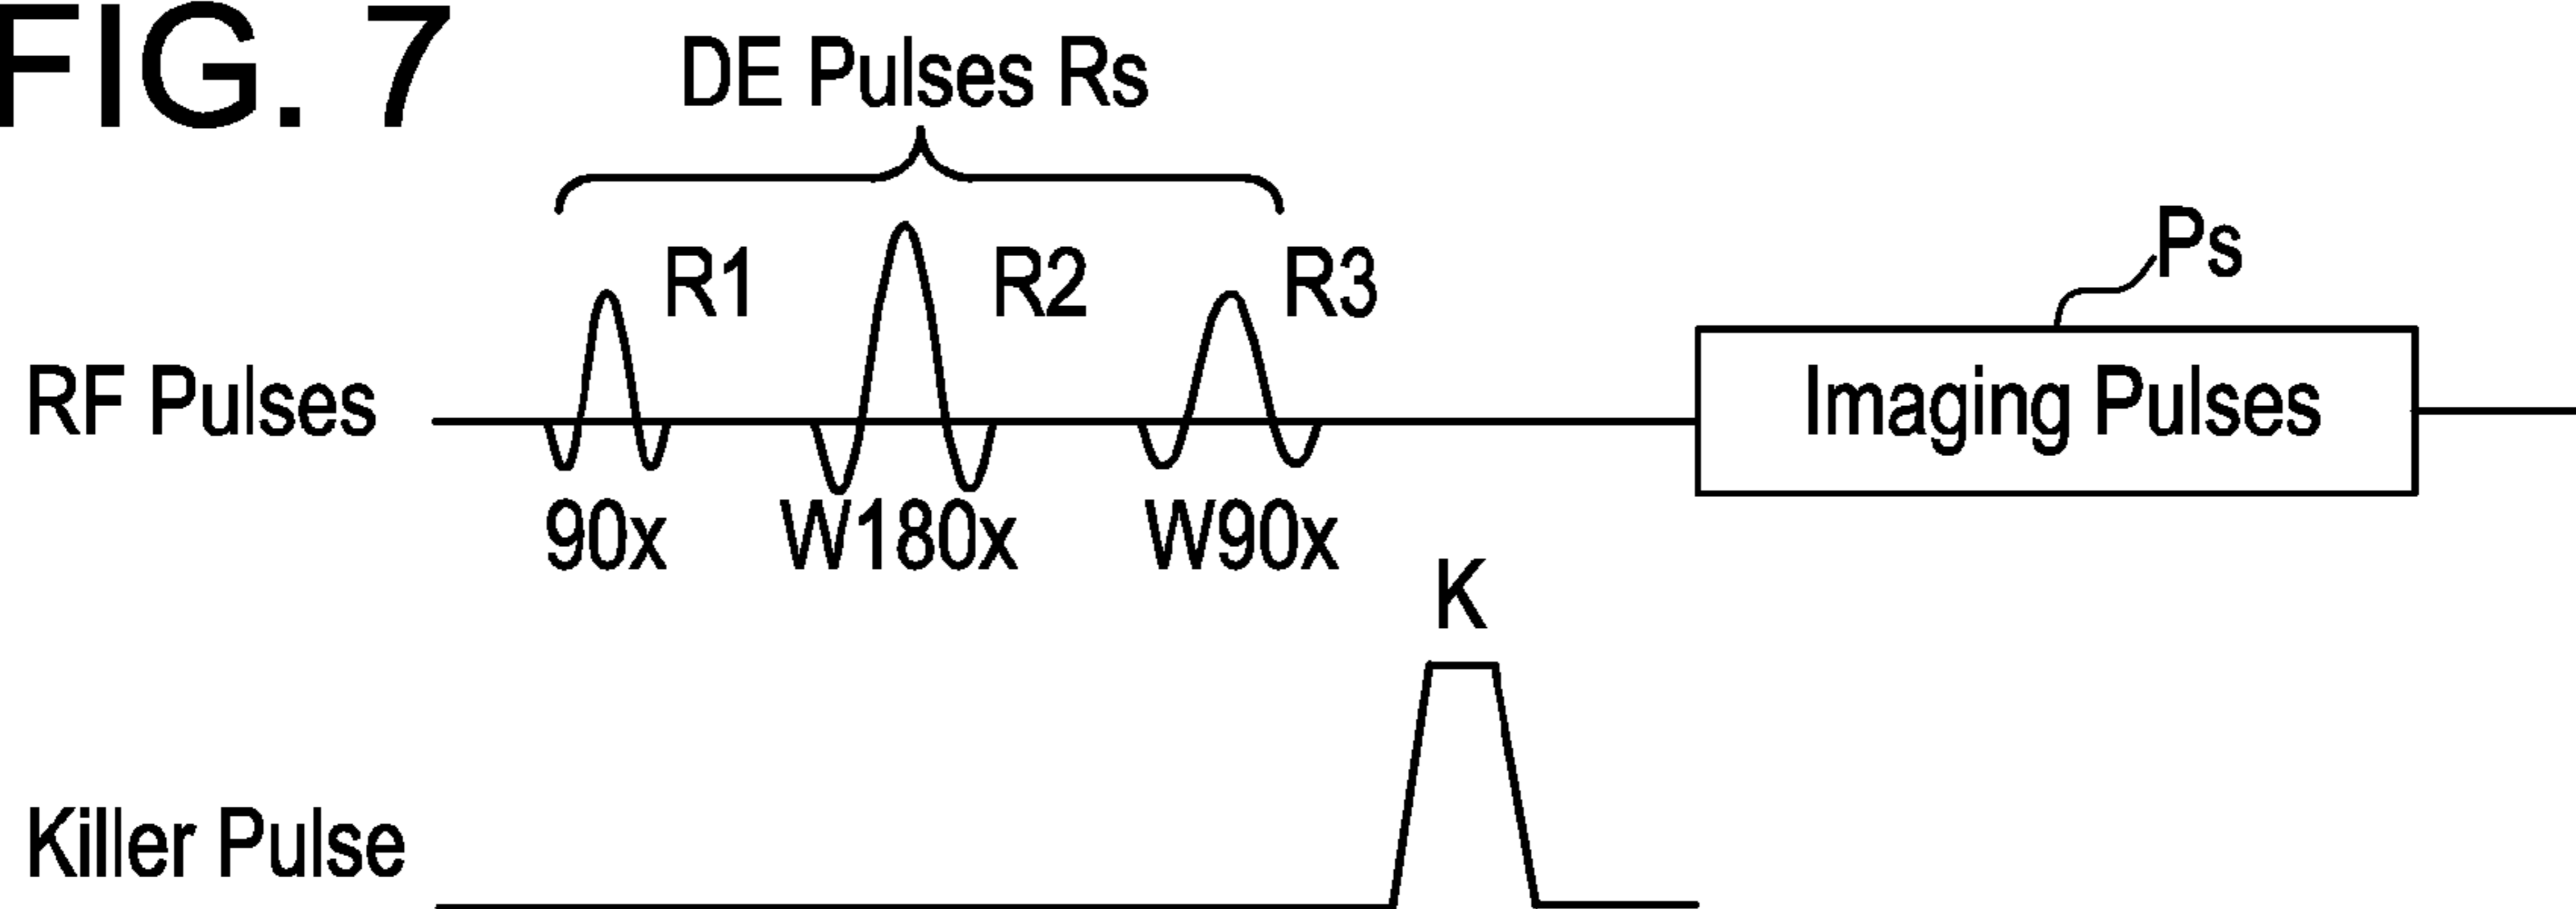 FIG. 7
DE Pulses Rs
R1
R2
R3
Ps
RF Pulses
Imaging Pulses
90x
W180x
W90x
K
Killer Pulse